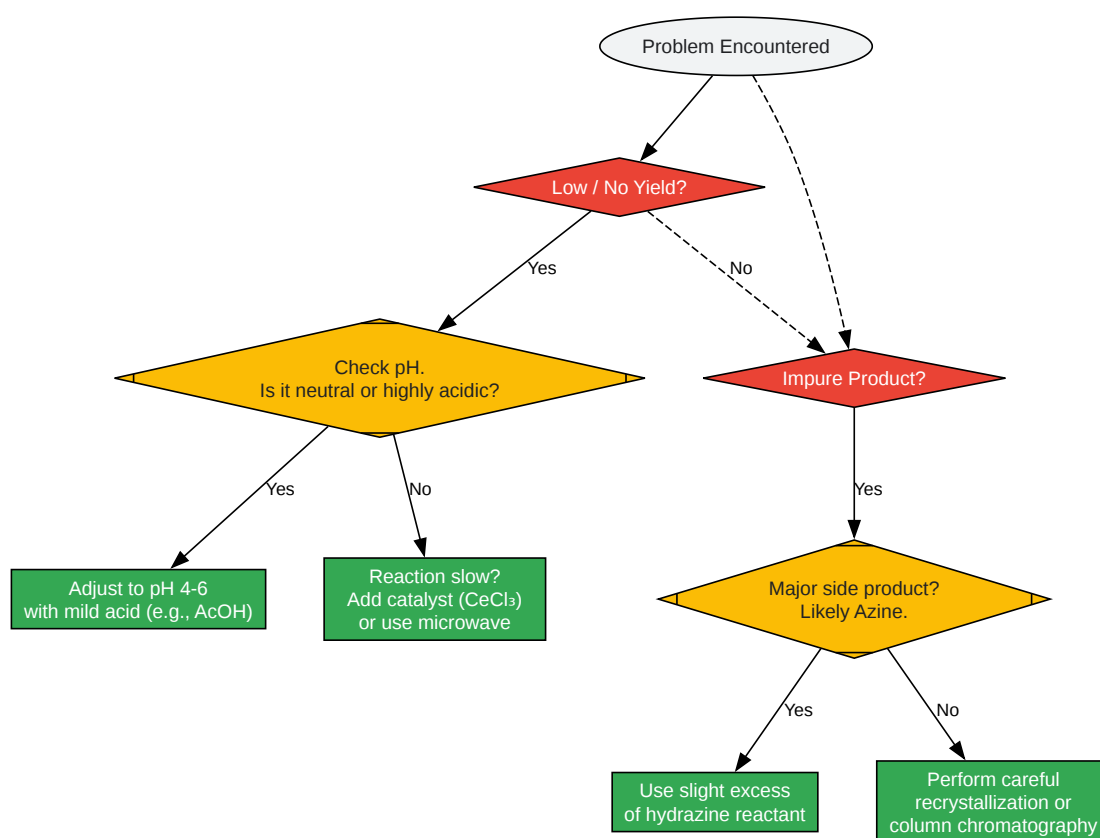 Problem Encountered
Low / No Yield?
Yes
No
Check pH.
Is it neutral or highly acidic?
Impure Product?
Yes
No
Yes
Adjust to pH 4-6
with mild acid (e.g., AcOH)
Reaction slow?
Add catalyst (CeCl₃)
or use microwave
Major side product?
Likely Azine.
Yes
No
Use slight excess
of hydrazine reactant
Perform careful
recrystallization or
column chromatography